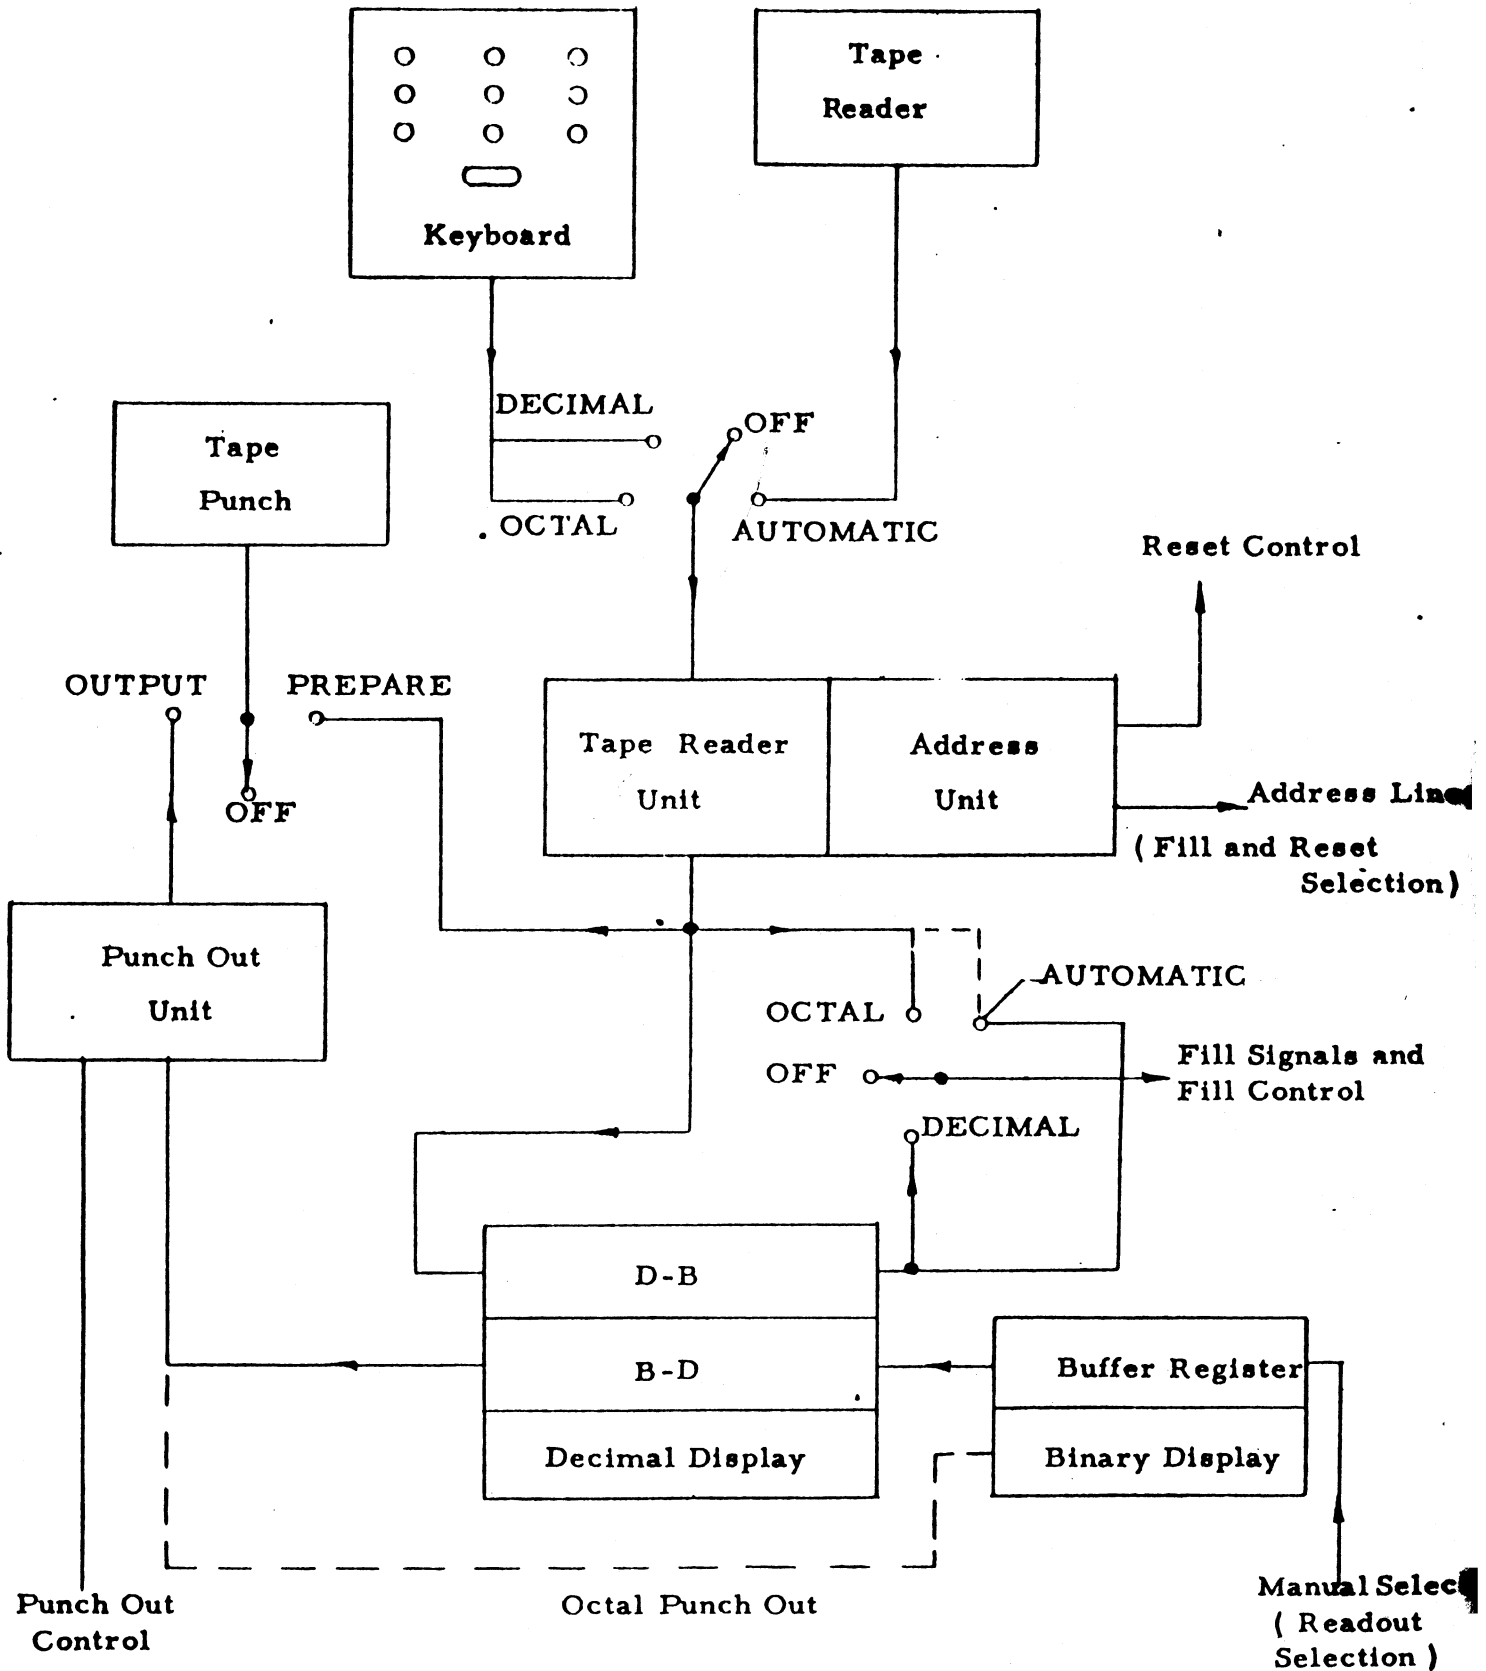 Tape
Reader
Keyboard
DECIMAL
OFF
OCTAL
AUTOMATIC
Tape
Punch
Reset Control
OUTPUT
PREPARE
OFF
Tape Reader
Unit
Address
Unit
Address
(Fill and Reset
Selection)
Punch Out
Unit
AUTOMATIC
OCTAL
OFF
Fill Signals and
Fill Control
DECIMAL
D-B
B-D
Decimal Display
Buffer Register
Binary Display
Octal Punch Out
Punch Out
Control
Manual
( Readout
Selection )